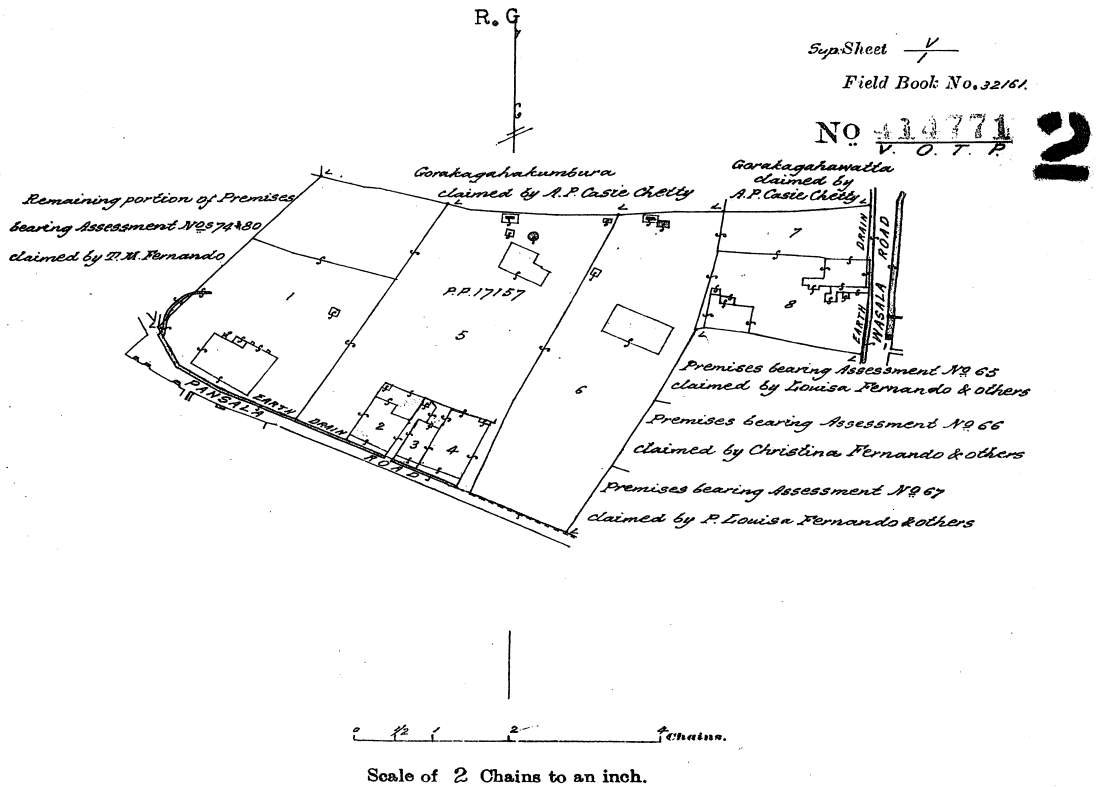 R. G
Sup. Sheet V/1
Field Book No. 32161.
No 414771
V. O. T. P.
2
Gorakagahakumbura
claimed by A.P. Casie Chetty
Gorakagahawatta
claimed by
A.P. Casie Chetty
Remaining portion of Premises
bearing Assessment Nos 74 & 80
claimed by T.M. Fernando
DRAIN
EARTH
WASALA ROAD
7
8
1
P.P. 17157
5
6
2
3
4
EARTH
DRAIN
PANSALA
ROAD
Premises bearing Assessment No 65
claimed by Louisa Fernando & others
Premises bearing Assessment No 66
claimed by Christina Fernando & others
Premises bearing Assessment No 67
claimed by P. Louisa Fernando & others
0 1/2 1 2 4 Chains.
Scale of 2 Chains to an inch.